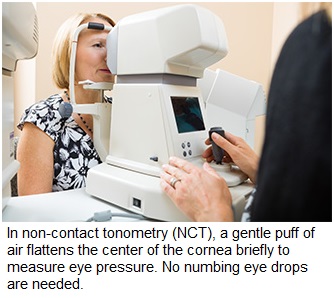 In non-contact tonometry (NCT), a gentle puff of
air flattens the center of the cornea briefly to
measure eye pressure. No numbing eye drops
are needed.